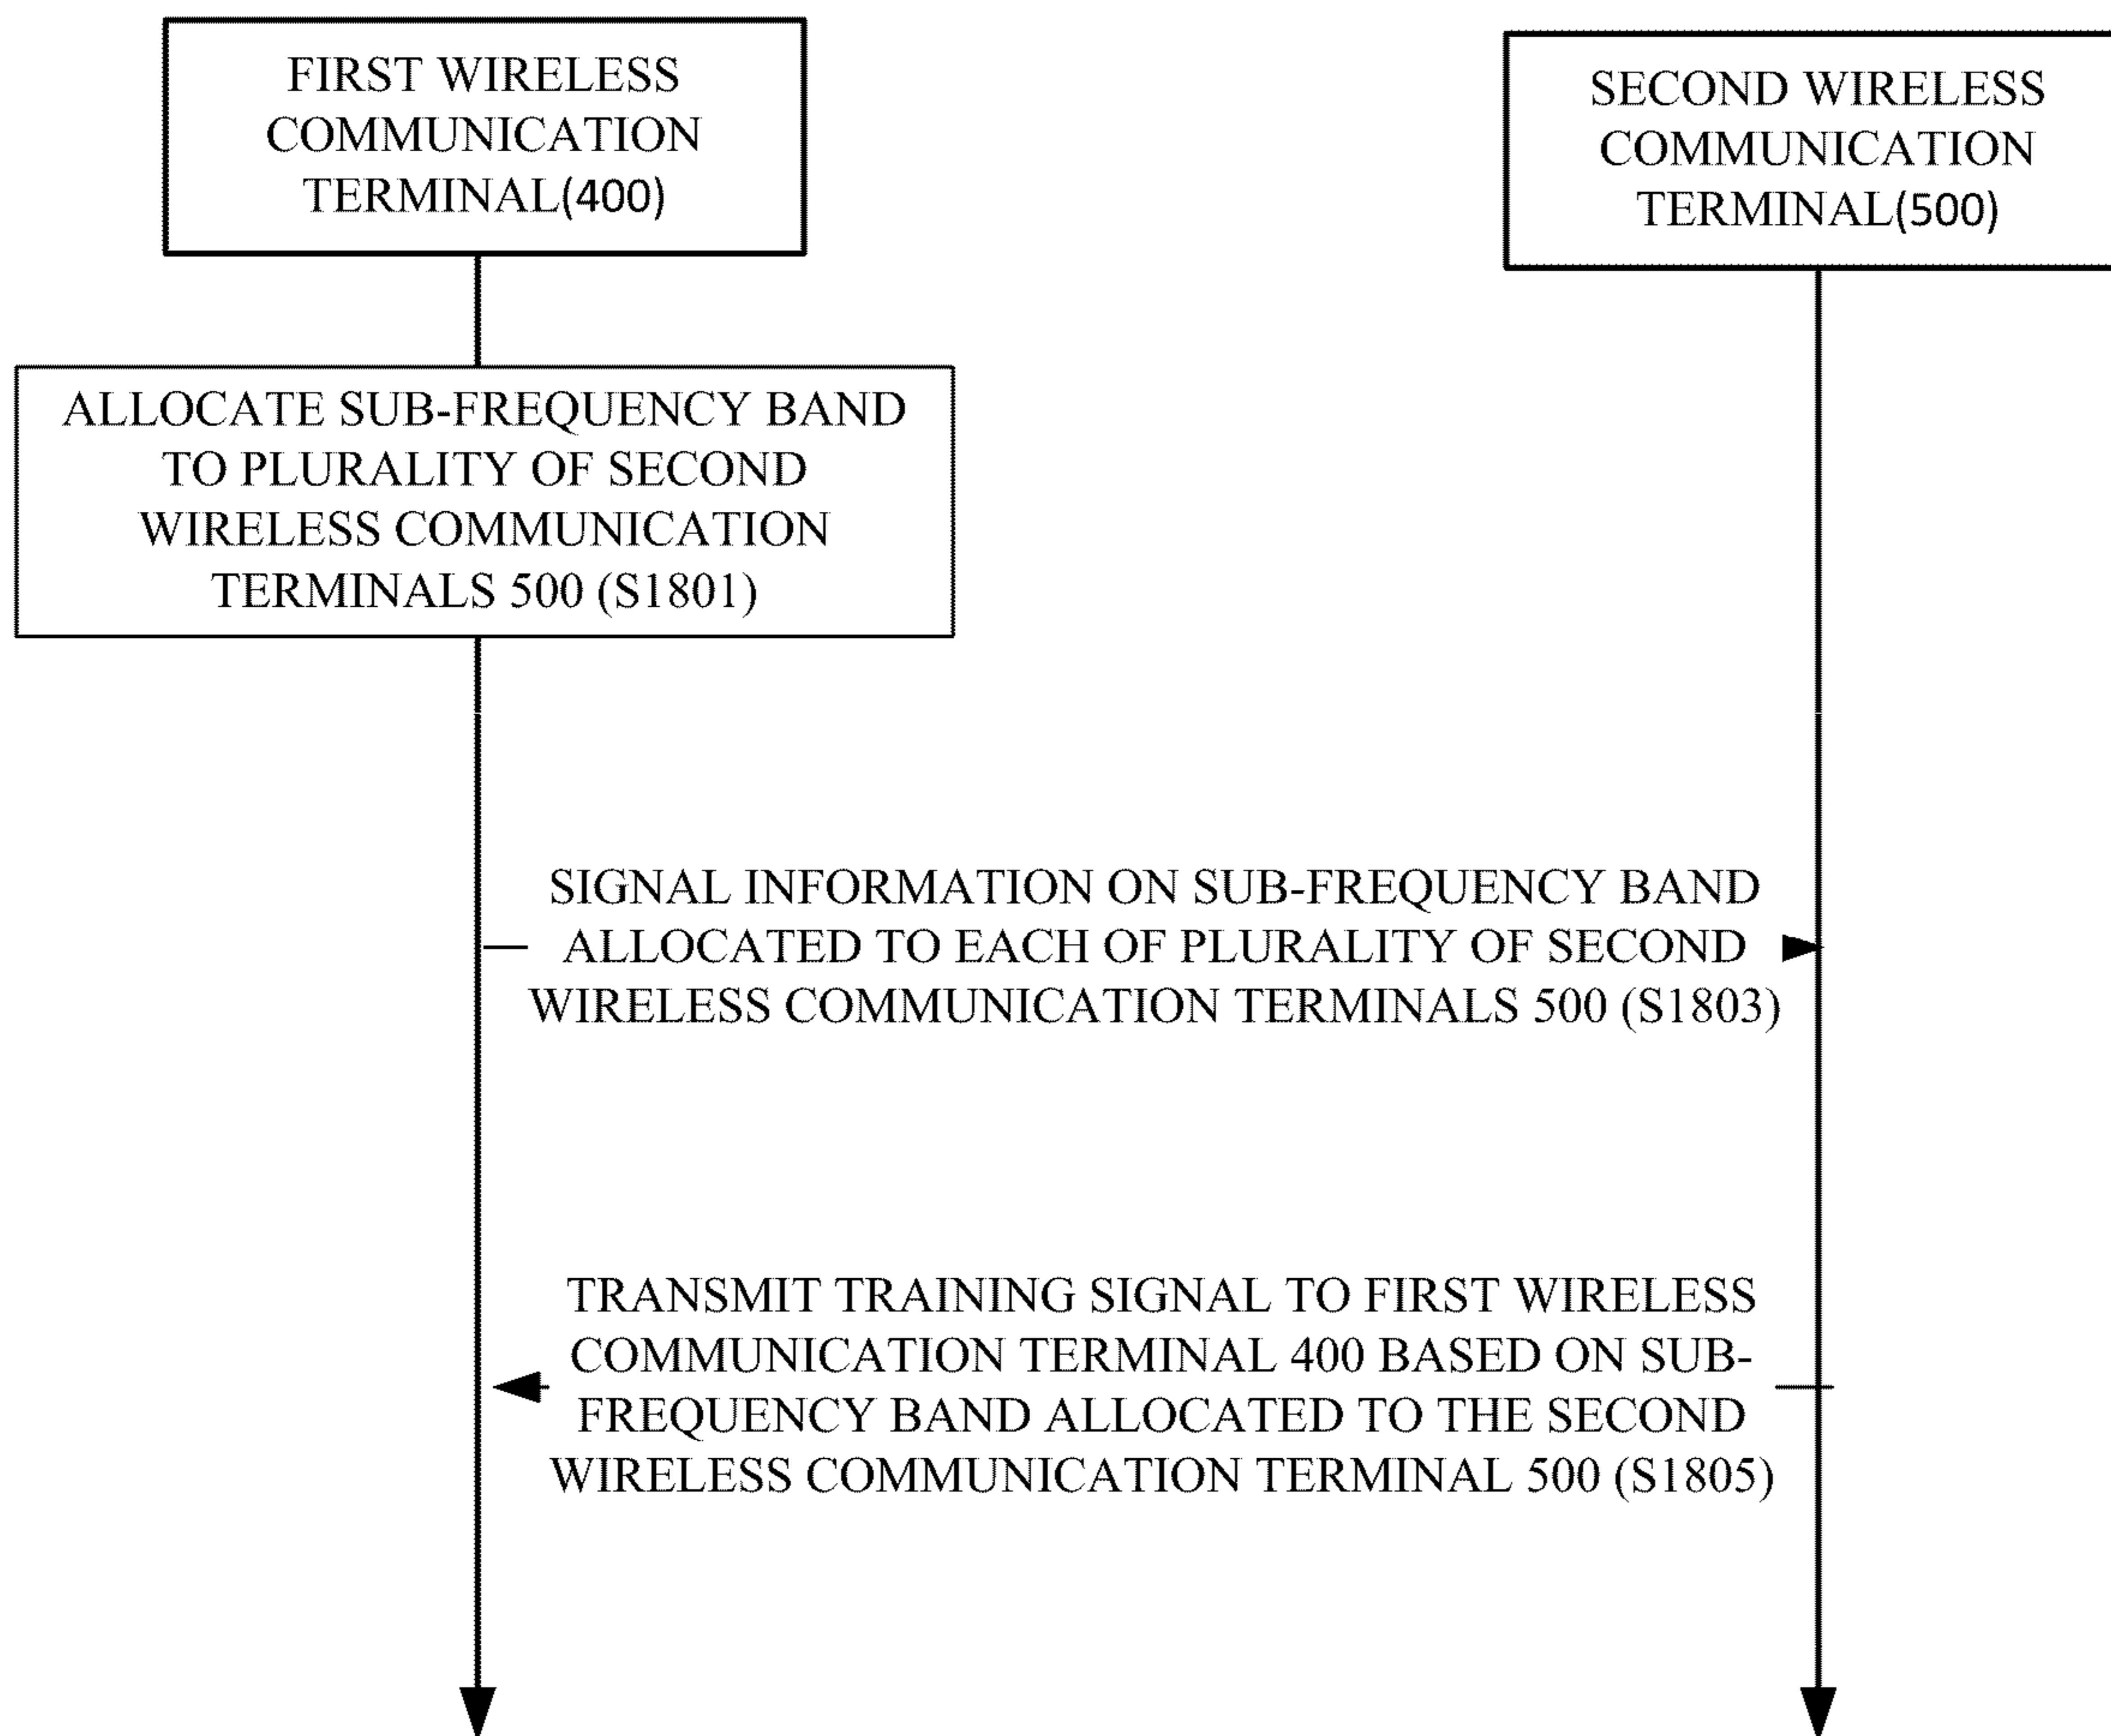 FIRST WIRELESS
COMMUNICATION
TERMINAL(400)
SECOND WIRELESS
COMMUNICATION
TERMINAL(500)
ALLOCATE SUB-FREQUENCY BAND
TO PLURALITY OF SECOND
WIRELESS COMMUNICATION
TERMINALS 500 (S1801)
SIGNAL INFORMATION ON SUB-FREQUENCY BAND
ALLOCATED TO EACH OF PLURALITY OF SECOND
WIRELESS COMMUNICATION TERMINALS 500 (S1803)
TRANSMIT TRAINING SIGNAL TO FIRST WIRELESS
COMMUNICATION TERMINAL 400 BASED ON SUB-
FREQUENCY BAND ALLOCATED TO THE SECOND
WIRELESS COMMUNICATION TERMINAL 500 (S1805)